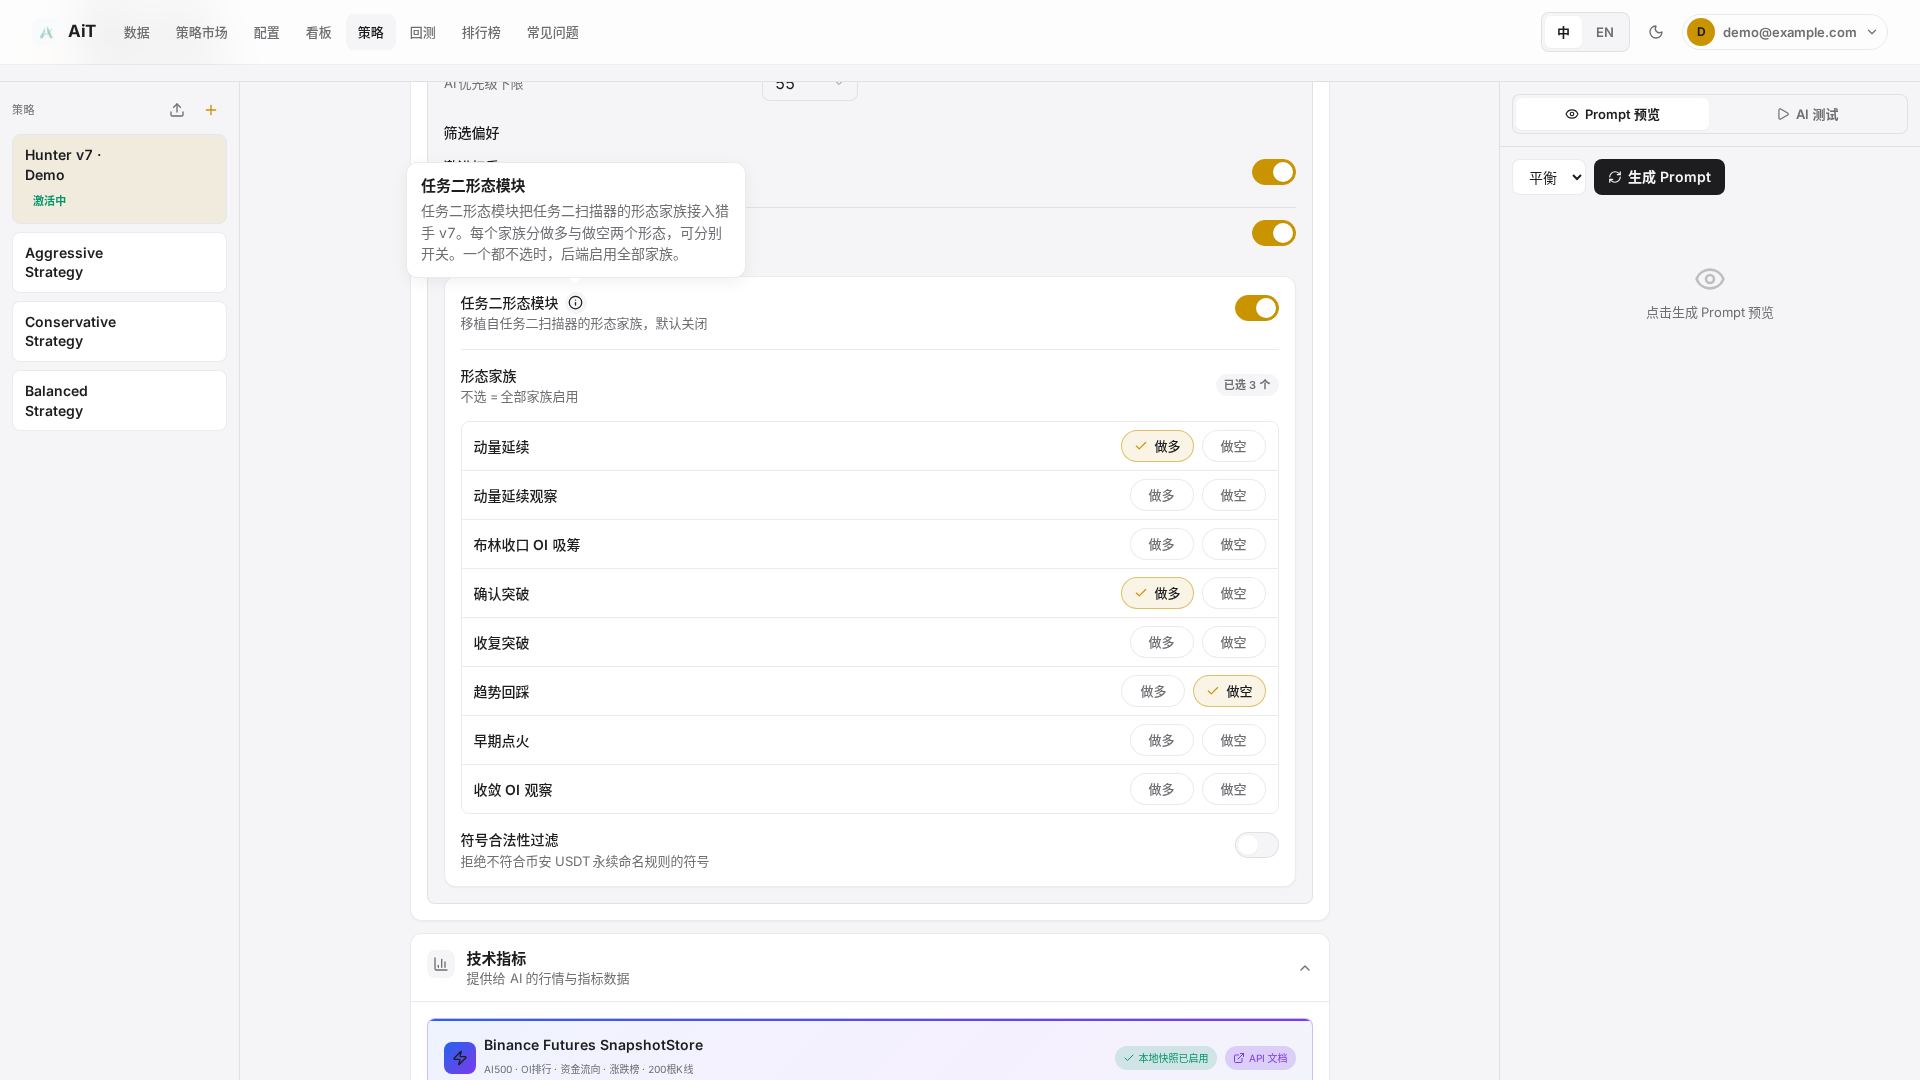 AiT
数据
策略市场
配置
看板
策略
回测
排行榜
常见问题
中
EN
D
demo@example.com
策略
Hunter v7 ·
Demo
激活中
Aggressive
Strategy
Conservative
Strategy
Balanced
Strategy
AI 优先级下限
55
筛选偏好
任务二形态模块
任务二形态模块把任务二扫描器的形态家族接入猎
手 v7。每个家族分做多与做空两个形态，可分别
开关。一个都不选时，后端启用全部家族。
任务二形态模块
移植自任务二扫描器的形态家族，默认关闭
形态家族
不选 = 全部家族启用
已选 3 个
动量延续 做多 做空
动量延续观察 做多 做空
布林收口 OI 吸筹 做多 做空
确认突破 做多 做空
收复突破 做多 做空
趋势回踩 做多 做空
早期点火 做多 做空
收敛 OI 观察 做多 做空
符号合法性过滤
拒绝不符合币安 USDT 永续命名规则的符号
技术指标
提供给 AI 的行情与指标数据
Binance Futures SnapshotStore
AI500 · OI排行 · 资金流向 · 涨跌榜 · 200根K线
本地快照已启用
API 文档
Prompt 预览
AI 测试
平衡
生成 Prompt
点击生成 Prompt 预览